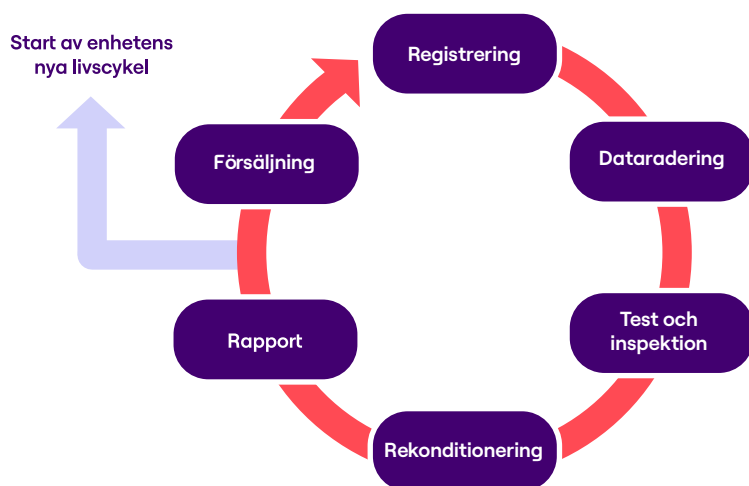 Start av enhetens
nya livscykel
Registrering
Dataradering
Test och
inspektion
Rekonditionering
Rapport
Försäljning